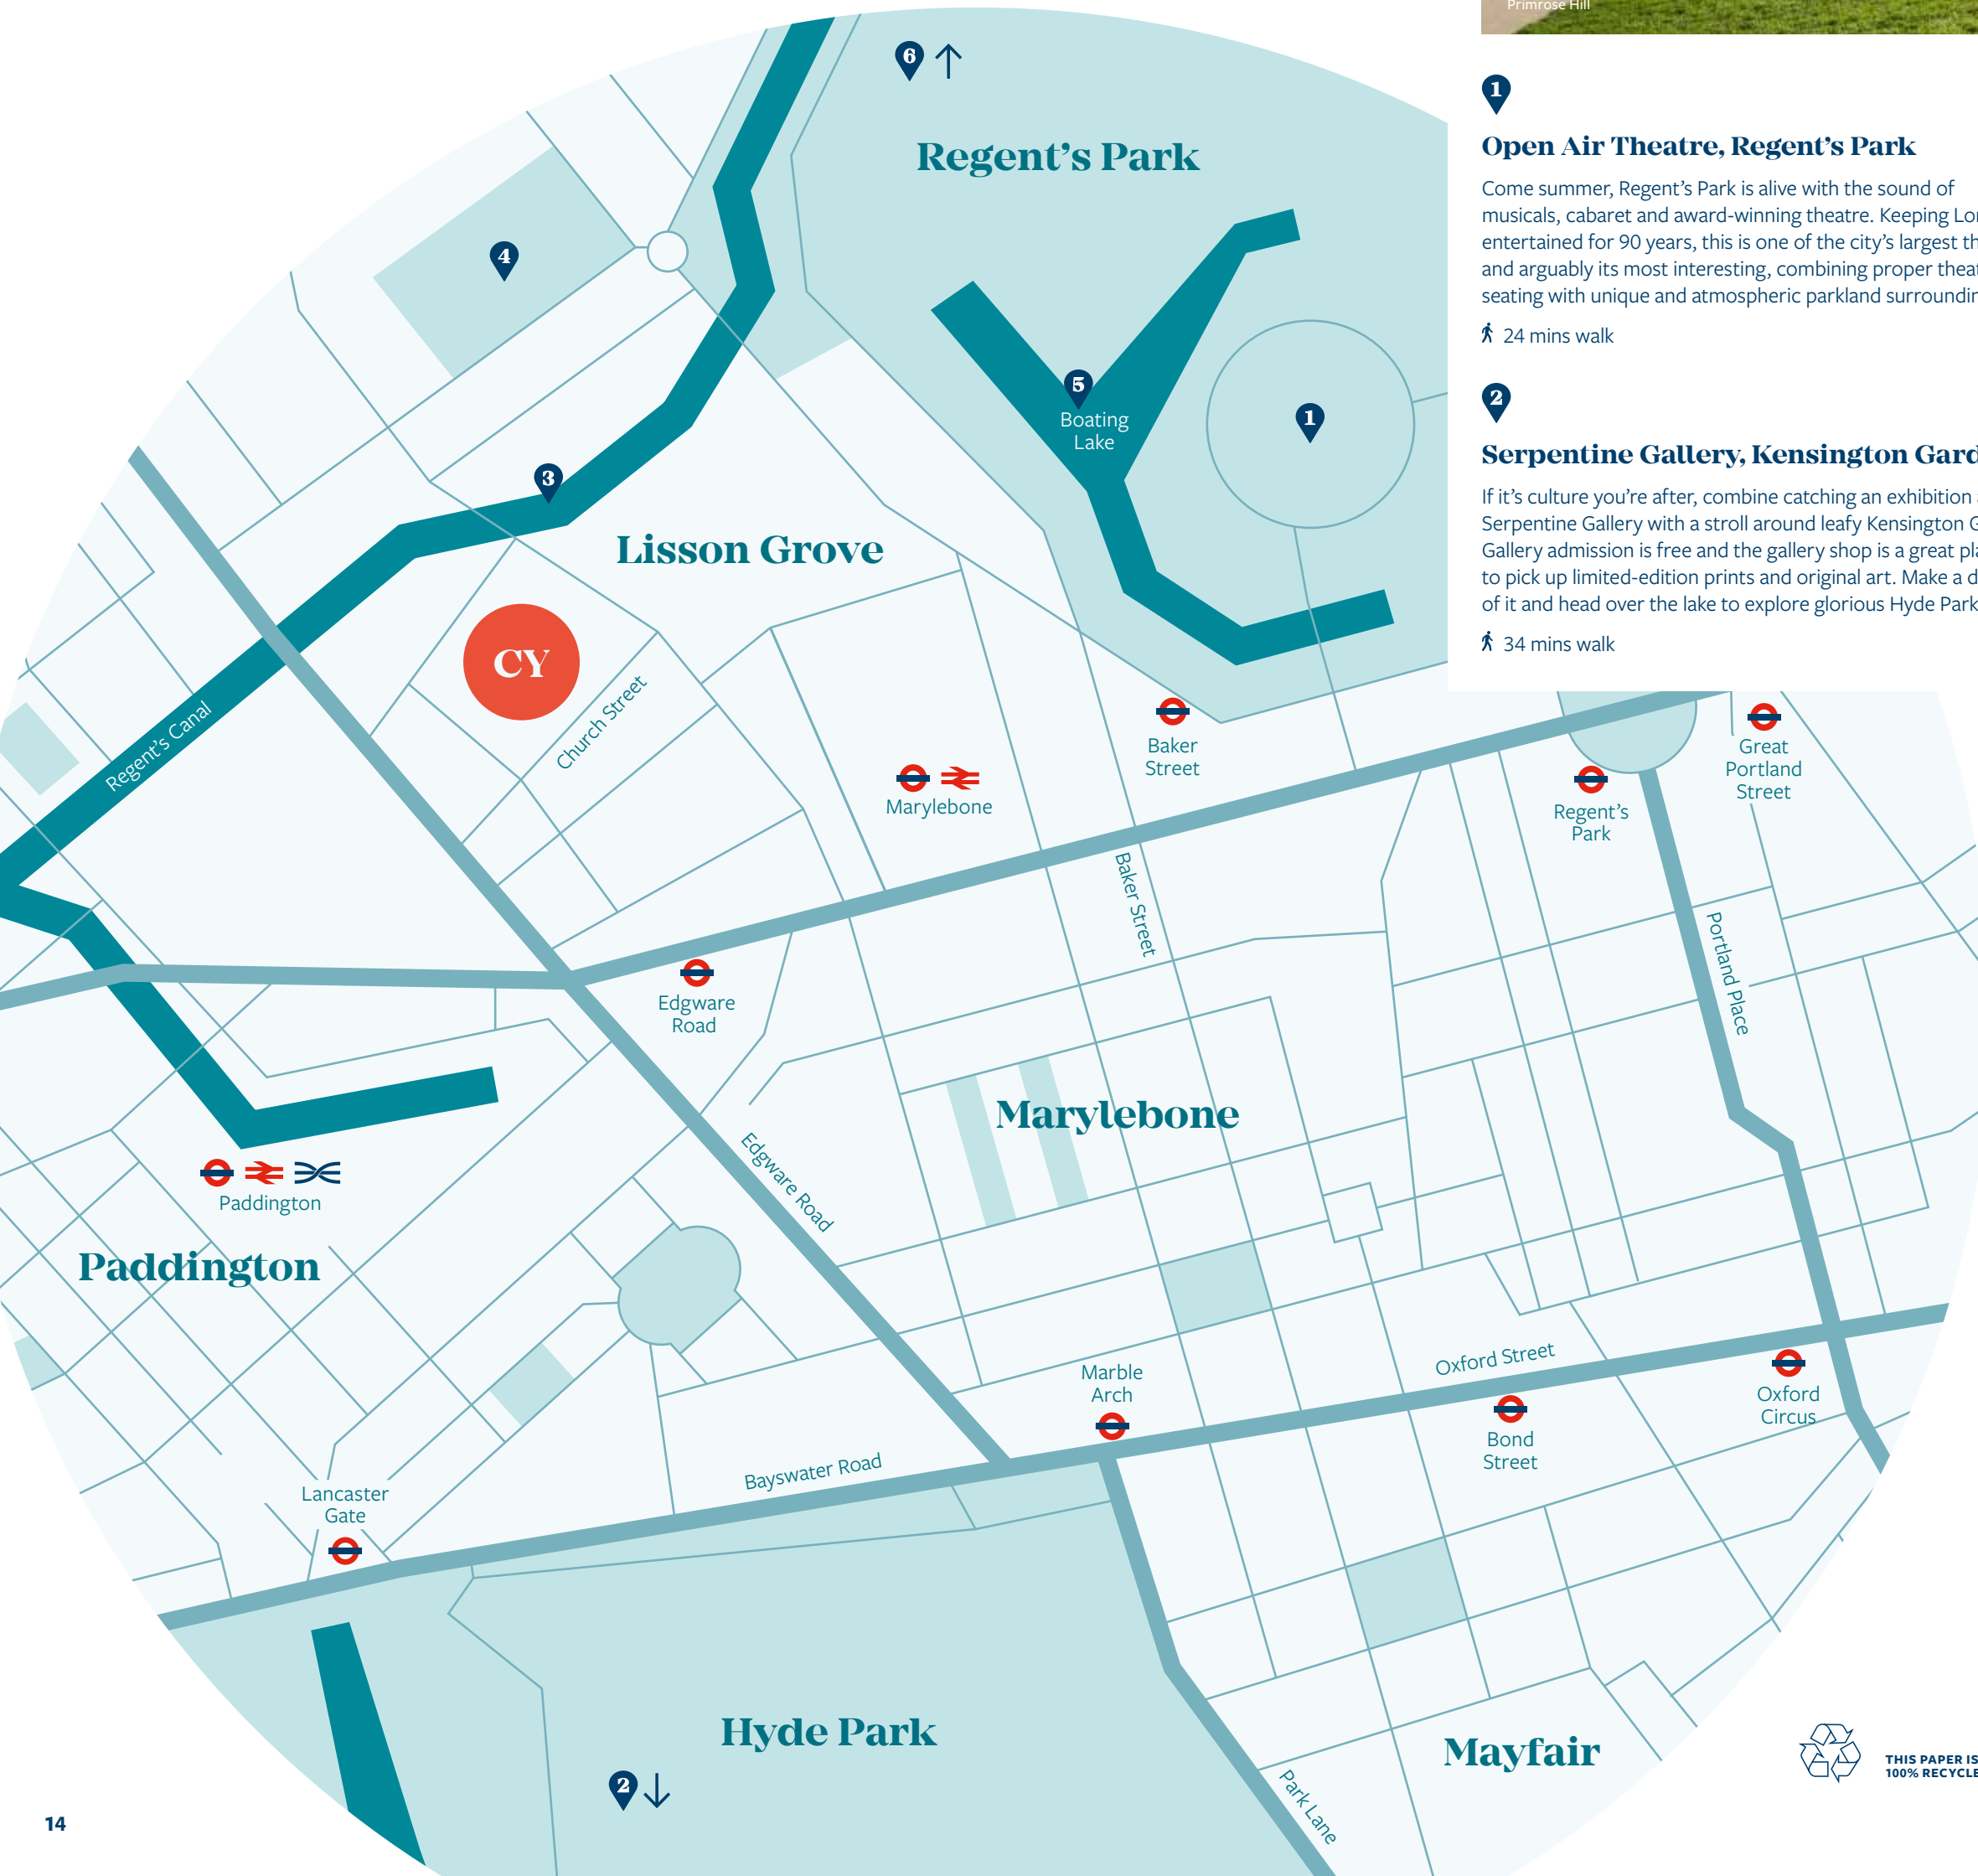 Primrose Hill
6
Regent's Park
4
5
Boating
Lake
1
3
Lisson Grove
CY
Church Street
Regent's Canal
Marylebone
Baker
Street
Regent's
Park
Great
Portland
Street
Baker Street
Portland Place
Edgware
Road
Marylebone
Edgware Road
Paddington
Paddington
Marble
Arch
Oxford Street
Bond
Street
Oxford
Circus
Bayswater Road
Lancaster
Gate
Hyde Park
2
Mayfair
Park Lane
1
Open Air Theatre, Regent's Park
Come summer, Regent's Park is alive with the sound of
musicals, cabaret and award-winning theatre. Keeping
entertained for 90 years, this is one of the city's largest
and arguably its most interesting, combining proper
seating with unique and atmospheric parkland
24 mins walk
2
Serpentine Gallery, Kensington
If it's culture you're after, combine catching an exhibition
Serpentine Gallery with a stroll around leafy Kensington
Gallery admission is free and the gallery shop is a great
to pick up limited-edition prints and original art. Make a
of it and head over the lake to explore glorious Hyde Park
34 mins walk
THIS PAPER IS
100%
14